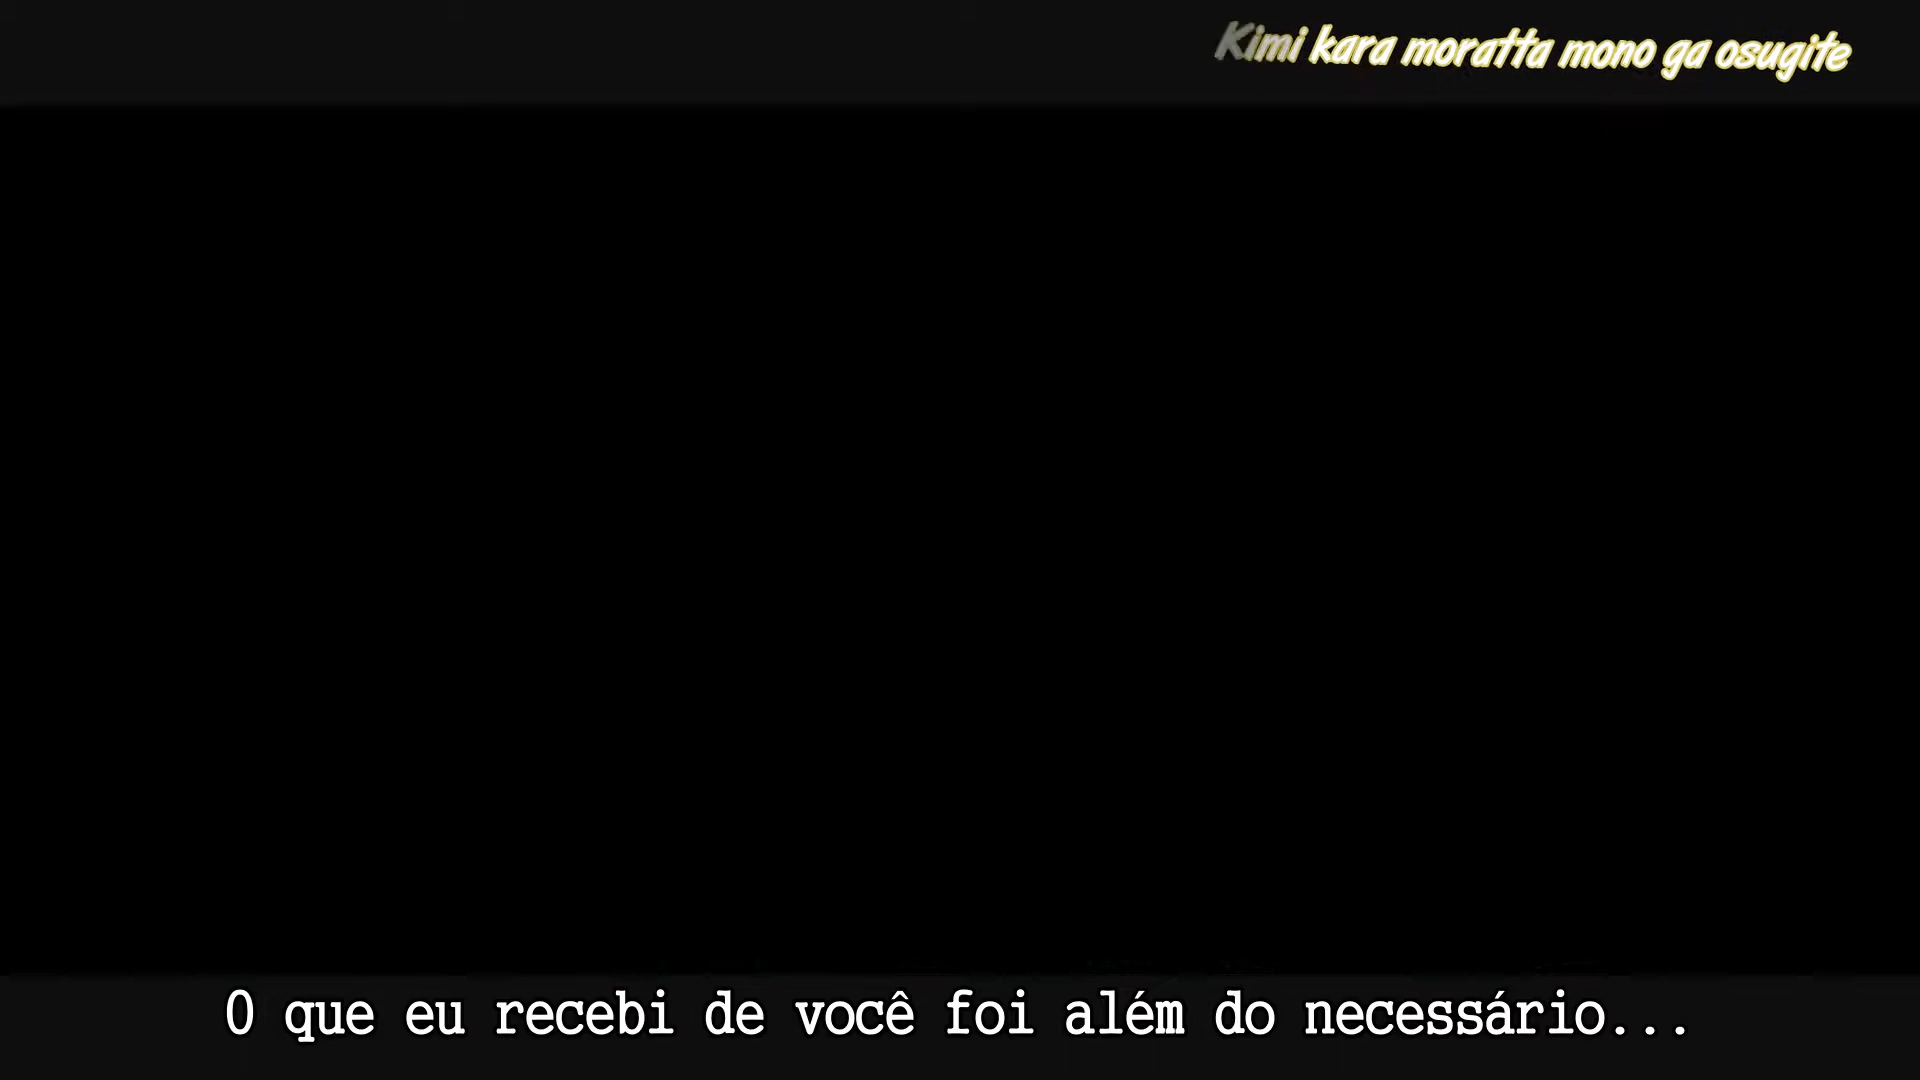 Kimi kara moratta mono ga osugite
O que eu recebi de você foi além do necessário...